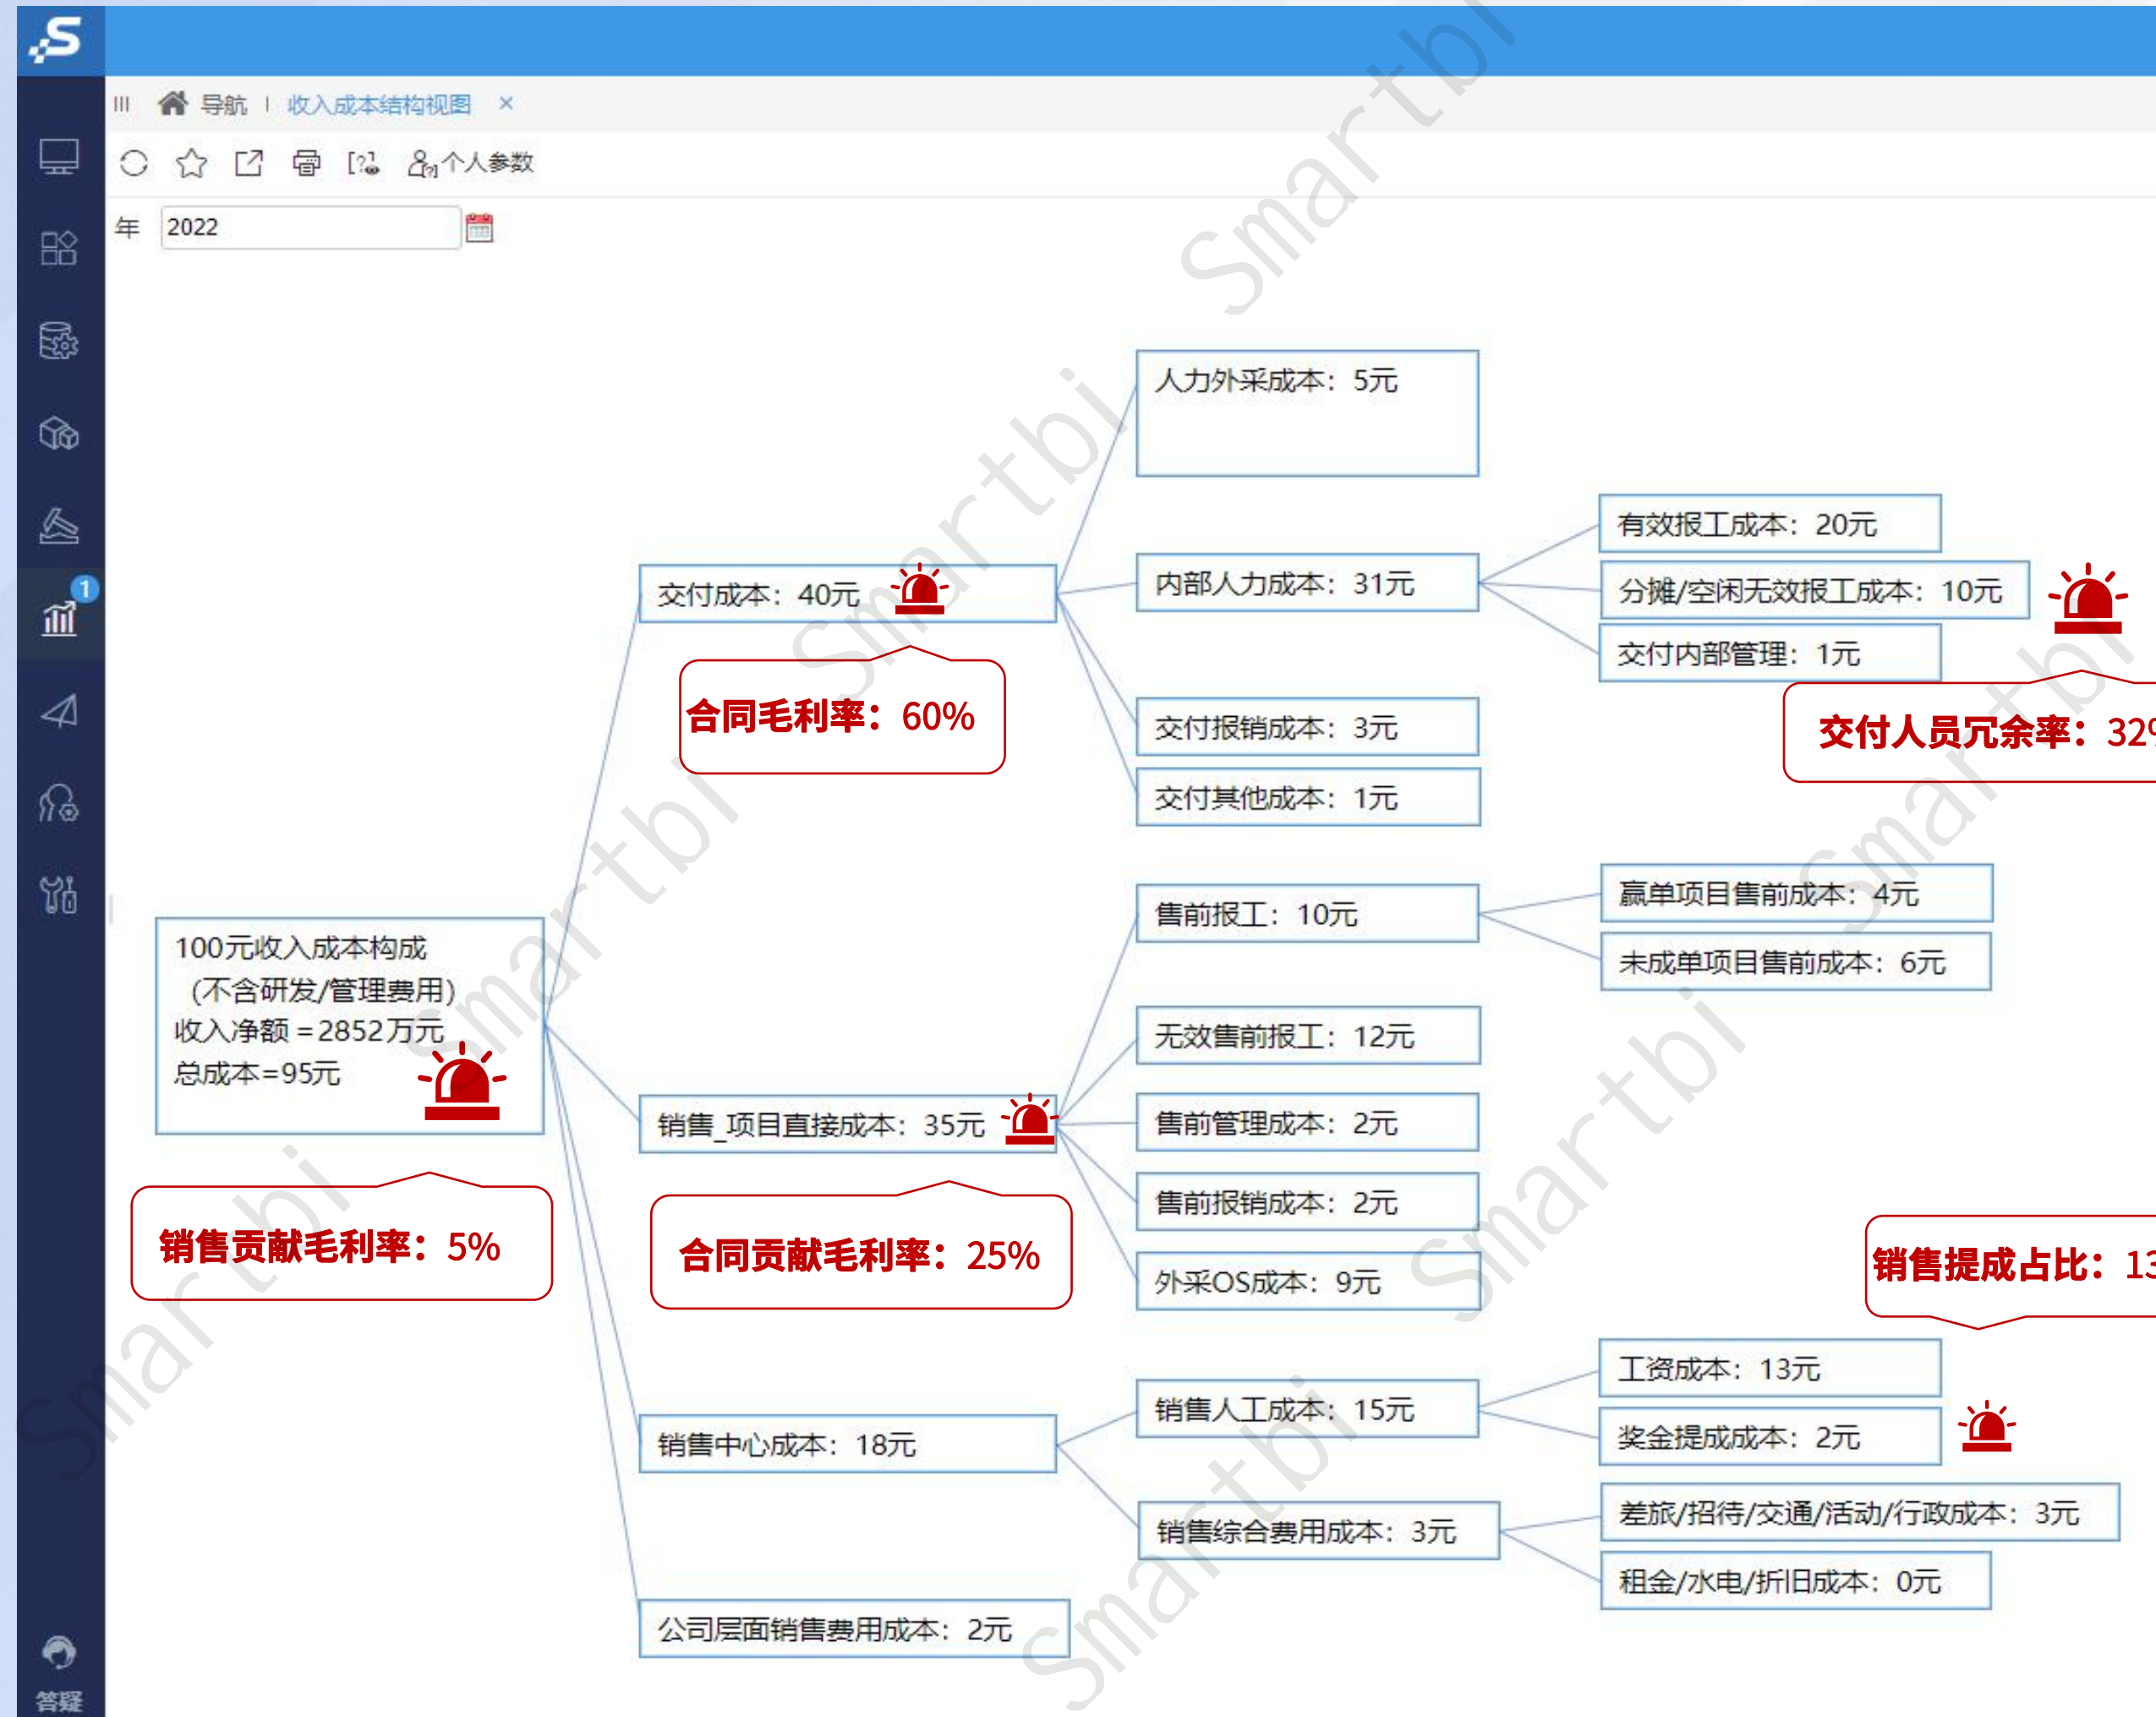 S
导航
收入成本结构视图 ×
个人参数
年 2022
1
人力外采成本：5元
有效报工成本：20元
交付成本：40元
内部人力成本：31元
分摊/空闲无效报工成本：10元
交付内部管理：1元
合同毛利率：60%
交付报销成本：3元
交付人员冗余率：32%
交付其他成本：1元
售前报工：10元
赢单项目售前成本：4元
未成单项目售前成本：6元
100元收入成本构成
（不含研发/管理费用）
收入净额 =2852万元
总成本=95元
无效售前报工：12元
销售_项目直接成本：35元
售前管理成本：2元
售前报销成本：2元
销售贡献毛利率：5%
合同贡献毛利率：25%
外采OS成本：9元
销售提成占比：13
工资成本：13元
销售人工成本：15元
奖金提成成本：2元
销售中心成本：18元
差旅/招待/交通/活动/行政成本：3元
销售综合费用成本：3元
租金/水电/折旧成本：0元
公司层面销售费用成本：2元
答疑
Smartbi
Smartbi
Smartbi
Smartbi
Smartbi
Smartbi
Smartbi
Smartbi